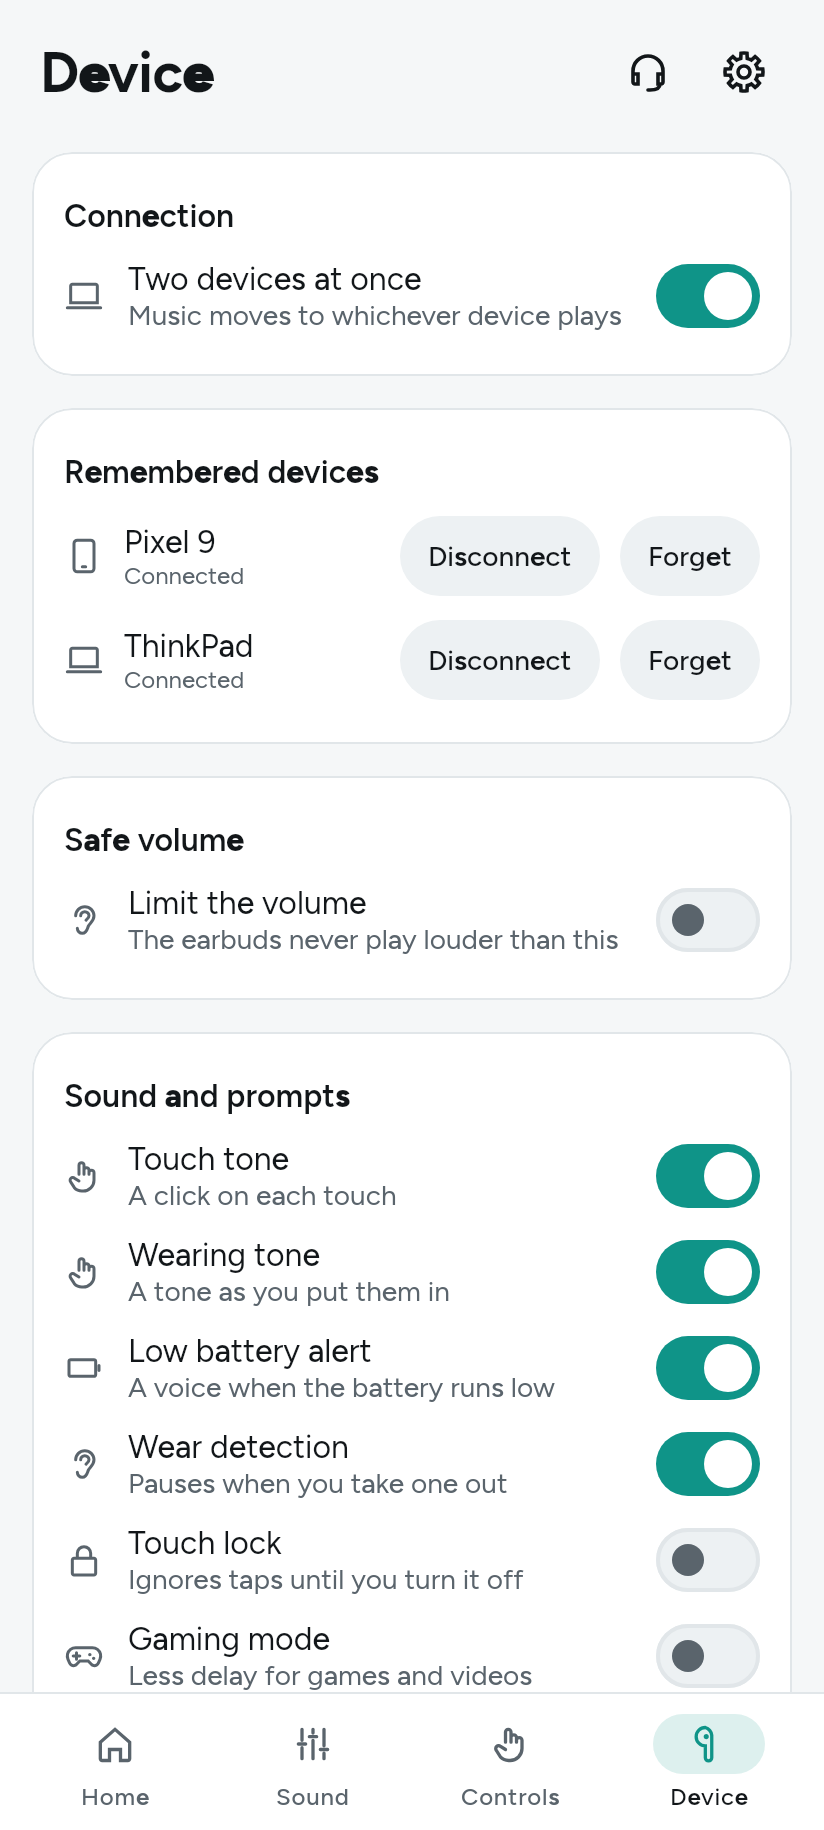 Device
Connection
Two devices at once
Music moves to whichever device plays
Remembered devices
Pixel 9
Connected
Disconnect
Forget
ThinkPad
Connected
Disconnect
Forget
Safe volume
Limit the volume
The earbuds never play louder than this
Sound and prompts
Touch tone
A click on each touch
Wearing tone
A tone as you put them in
Low battery alert
A voice when the battery runs low
Wear detection
Pauses when you take one out
Touch lock
Ignores taps until you turn it off
Gaming mode
Less delay for games and videos
Home
Sound
Controls
Device